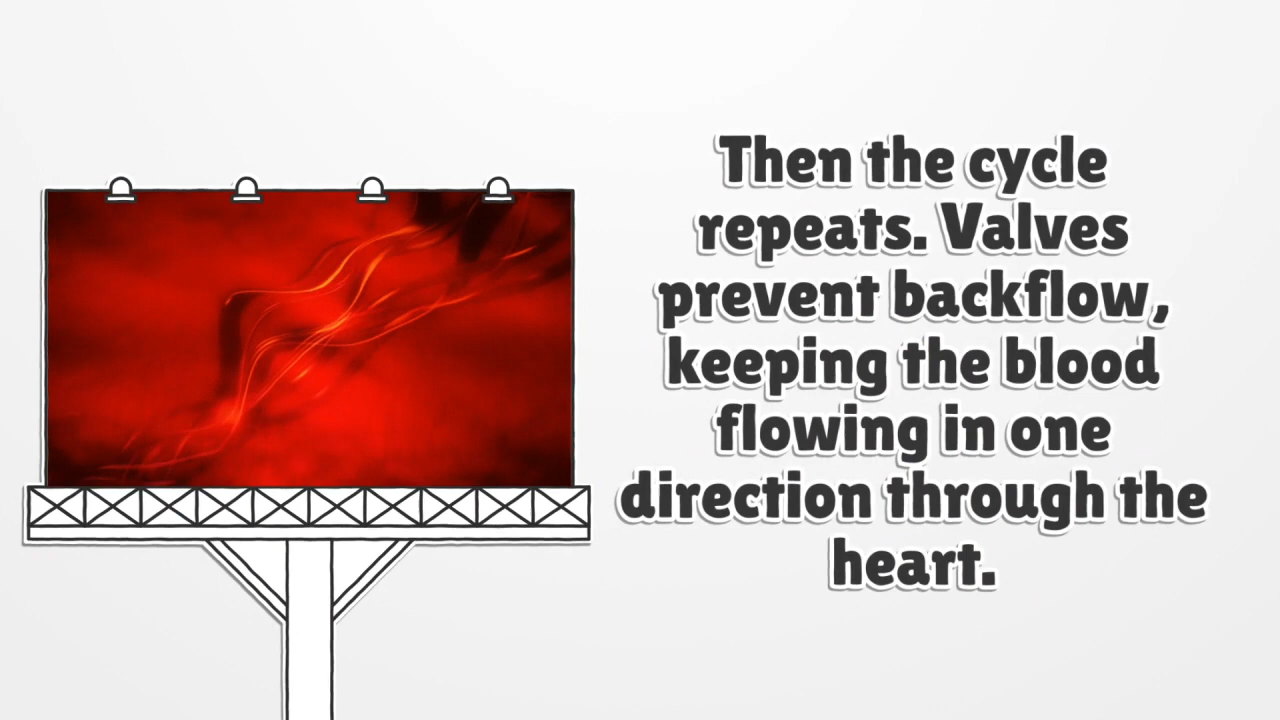 Then the cycle
repeats. Valves
prevent backflow,
keeping the blood
flowing in one
direction through the
heart.